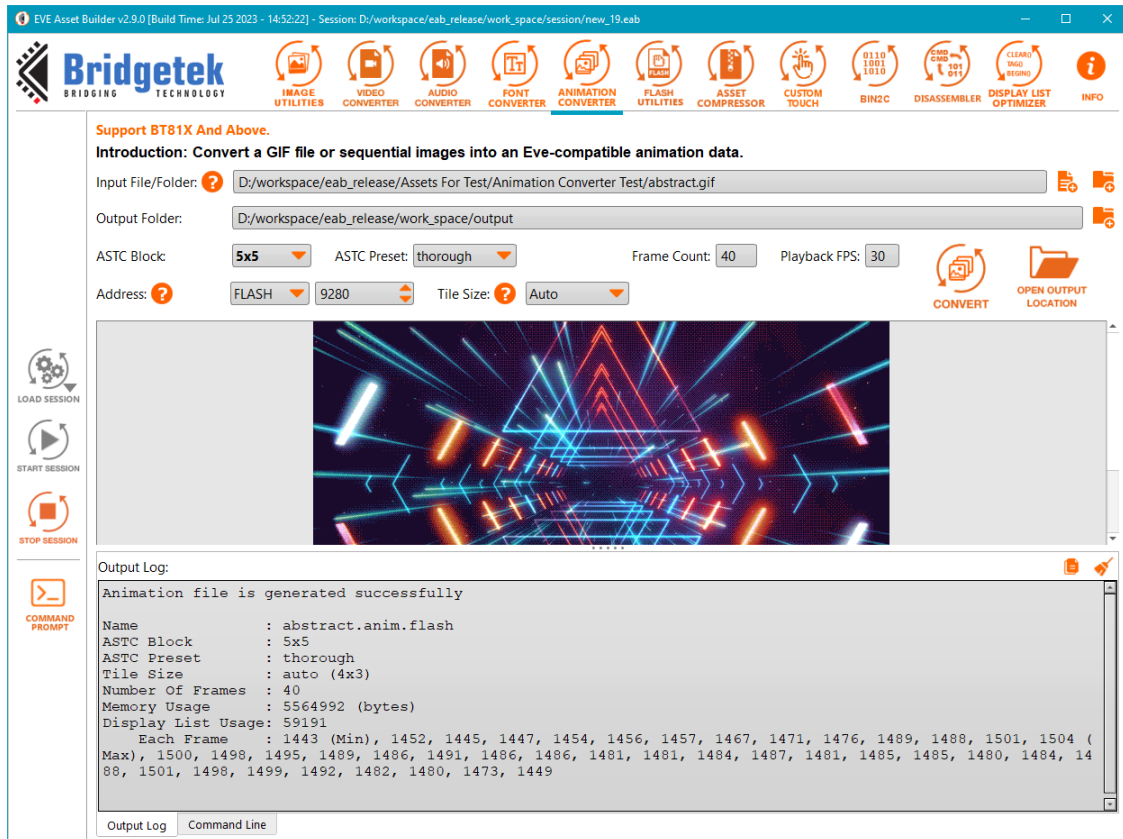 EVE Asset Builder v2.9.0 [Build Time: Jul 25 2023 - 14:52:22] - Session: D:/workspace/eab_release/work_space/session/new_19.eab
Bridgetek
BRIDGING TECHNOLOGY
IMAGE UTILITIES
VIDEO CONVERTER
AUDIO CONVERTER
FONT CONVERTER
ANIMATION CONVERTER
FLASH UTILITIES
ASSET COMPRESSOR
CUSTOM TOUCH
BIN2C
DISASSEMBLER
DISPLAY LIST OPTIMIZER
INFO
Support BT81X And Above.
Introduction: Convert a GIF file or sequential images into an Eve-compatible animation data.
Input File/Folder: ? D:/workspace/eab_release/Assets For Test/Animation Converter Test/abstract.gif
Output Folder: D:/workspace/eab_release/work_space/output
ASTC Block: 5x5 ASTC Preset: thorough Frame Count: 40 Playback FPS: 30
Address: ? FLASH 9280 Tile Size: ? Auto
CONVERT
OPEN OUTPUT LOCATION
LOAD SESSION
START SESSION
STOP SESSION
COMMAND PROMPT
Output Log:
Animation file is generated successfully
Name : abstract.anim.flash
ASTC Block : 5x5
ASTC Preset : thorough
Tile Size : auto (4x3)
Number Of Frames : 40
Memory Usage : 5564992 (bytes)
Display List Usage: 59191
Each Frame : 1443 (Min), 1452, 1445, 1447, 1454, 1456, 1457, 1467, 1471, 1476, 1489, 1488, 1501, 1504 (
Max), 1500, 1498, 1495, 1489, 1486, 1491, 1486, 1486, 1481, 1481, 1484, 1487, 1481, 1485, 1485, 1480, 1484, 14
88, 1501, 1498, 1499, 1492, 1482, 1480, 1473, 1449
Output Log Command Line